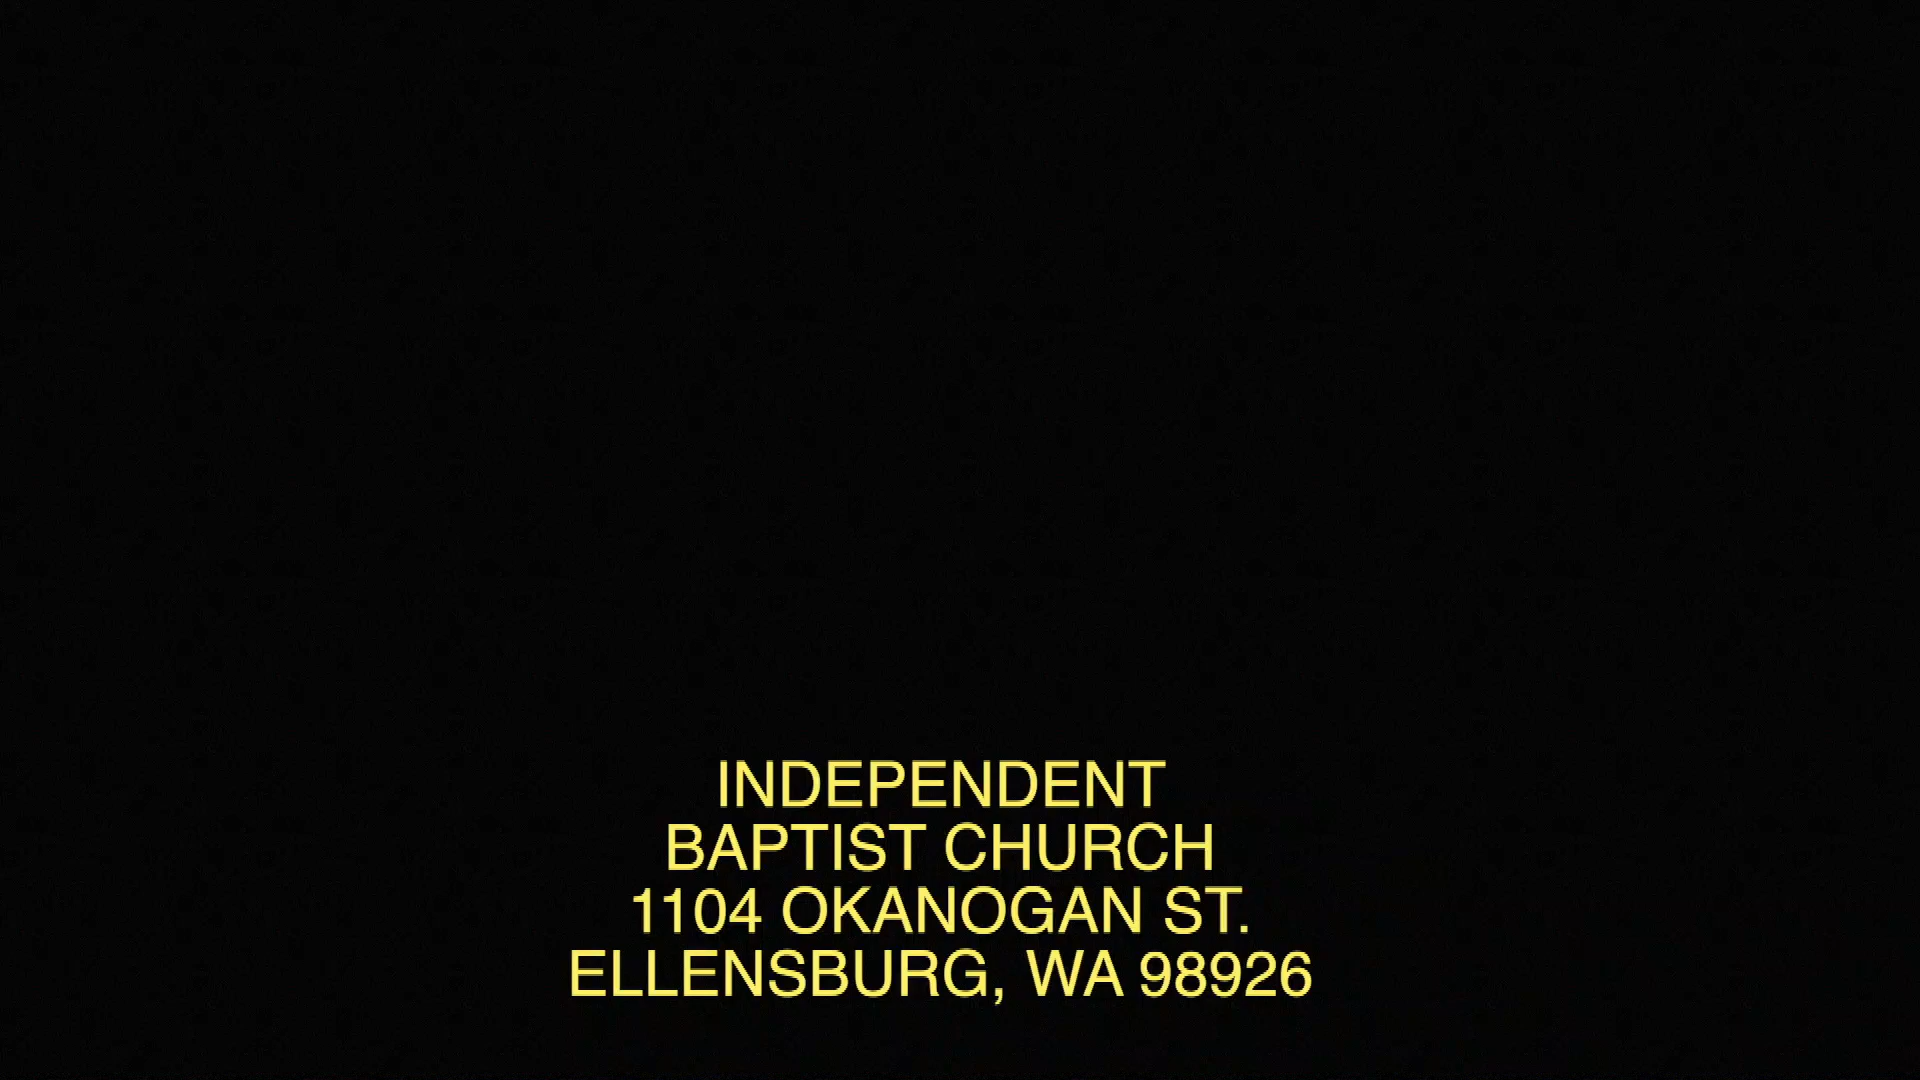 INDEPENDENT
BAPTIST CHURCH
1104 OKANOGAN ST.
ELLENSBURG, WA 98926